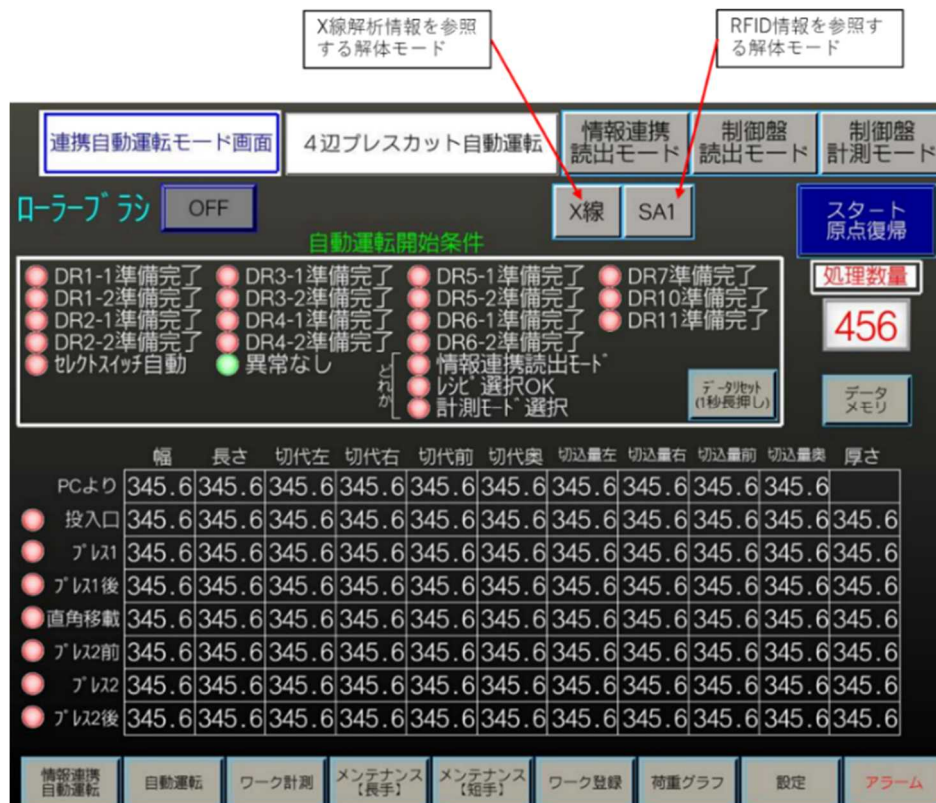 X線解析情報を参照
する解体モード
RFID情報を参照す
る解体モード
連携自動運転モード画面
4辺プレスカット自動運転
情報連携
読出モード
制御盤
読出モード
制御盤
計測モード
ローラーブラシ
OFF
X線
SA1
スタート
原点復帰
自動運転開始条件
DR1-1準備完了
DR1-2準備完了
DR2-1準備完了
DR2-2準備完了
セレクトスイッチ自動
DR3-1準備完了
DR3-2準備完了
DR4-1準備完了
DR4-2準備完了
異常なし
どれか
DR5-1準備完了
DR5-2準備完了
DR6-1準備完了
DR6-2準備完了
情報連携読出モード
レシピ選択OK
計測モード選択
DR7準備完了
DR10準備完了
DR11準備完了
データリセット
(1秒長押し)
処理数量
456
データ
メモリ
幅 長さ 切代左 切代右 切代前 切代奥 切込量左 切込量右 切込量前 切込量奥 厚さ
PCより 345.6 345.6 345.6 345.6 345.6 345.6 345.6 345.6 345.6 345.6
投入口 345.6 345.6 345.6 345.6 345.6 345.6 345.6 345.6 345.6 345.6 345.6
プレス1 345.6 345.6 345.6 345.6 345.6 345.6 345.6 345.6 345.6 345.6 345.6
プレス1後 345.6 345.6 345.6 345.6 345.6 345.6 345.6 345.6 345.6 345.6 345.6
直角移載 345.6 345.6 345.6 345.6 345.6 345.6 345.6 345.6 345.6 345.6 345.6
プレス2前 345.6 345.6 345.6 345.6 345.6 345.6 345.6 345.6 345.6 345.6 345.6
プレス2 345.6 345.6 345.6 345.6 345.6 345.6 345.6 345.6 345.6 345.6 345.6
プレス2後 345.6 345.6 345.6 345.6 345.6 345.6 345.6 345.6 345.6 345.6 345.6
情報連携
自動運転
自動運転
ワーク計測
メンテナンス
【長手】
メンテナンス
【短手】
ワーク登録
荷重グラフ
設定
アラーム